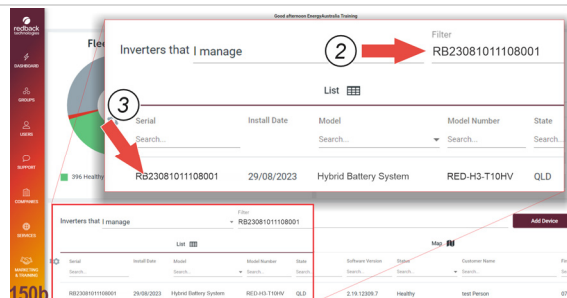 Good afternoon EnergyAustralia Training
redback
technologies
DASHBOARD
GROUPS
USERS
SUPPORT
COMPANIES
SERVICES
MARKETING
& TRAINING
150b
Flee
396 Healthy
Inverters that I manage
2
Filter
RB23081011108001
List
3
Serial Install Date Model Model Number State
Search... Search... Search... Search...
RB23081011108001 29/08/2023 Hybrid Battery System RED-H3-T10HV QLD
Inverters that I manage
Filter
RB23081011108001
Add Device
List
Map
Serial Install Date Model Model Number State Software Version Status Customer Name
Search... Search... Search... Search... Search... Search... Search...
RB23081011108001 29/08/2023 Hybrid Battery System RED-H3-T10HV QLD 2.19.12309.7 Healthy test Person 07